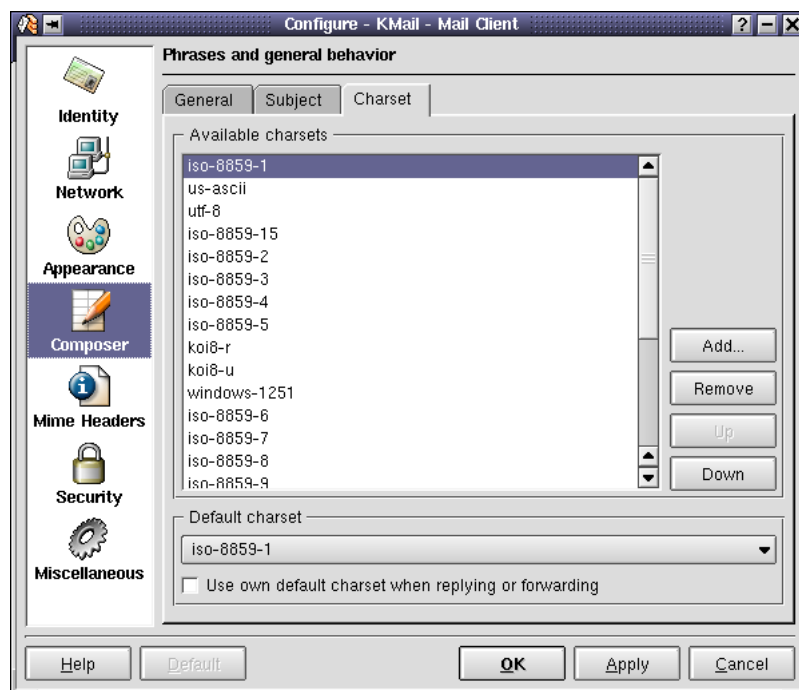 Configure - KMail - Mail Client
Identity
Network
Appearance
Composer
Mime Headers
Security
Miscellaneous
Phrases and general behavior
General Subject Charset
Available charsets
iso-8859-1
us-ascii
utf-8
iso-8859-15
iso-8859-2
iso-8859-3
iso-8859-4
iso-8859-5
koi8-r
koi8-u
windows-1251
iso-8859-6
iso-8859-7
iso-8859-8
iso-8859-9
Add...
Remove
Up
Down
Default charset
iso-8859-1
Use own default charset when replying or forwarding
Help Default OK Apply Cancel